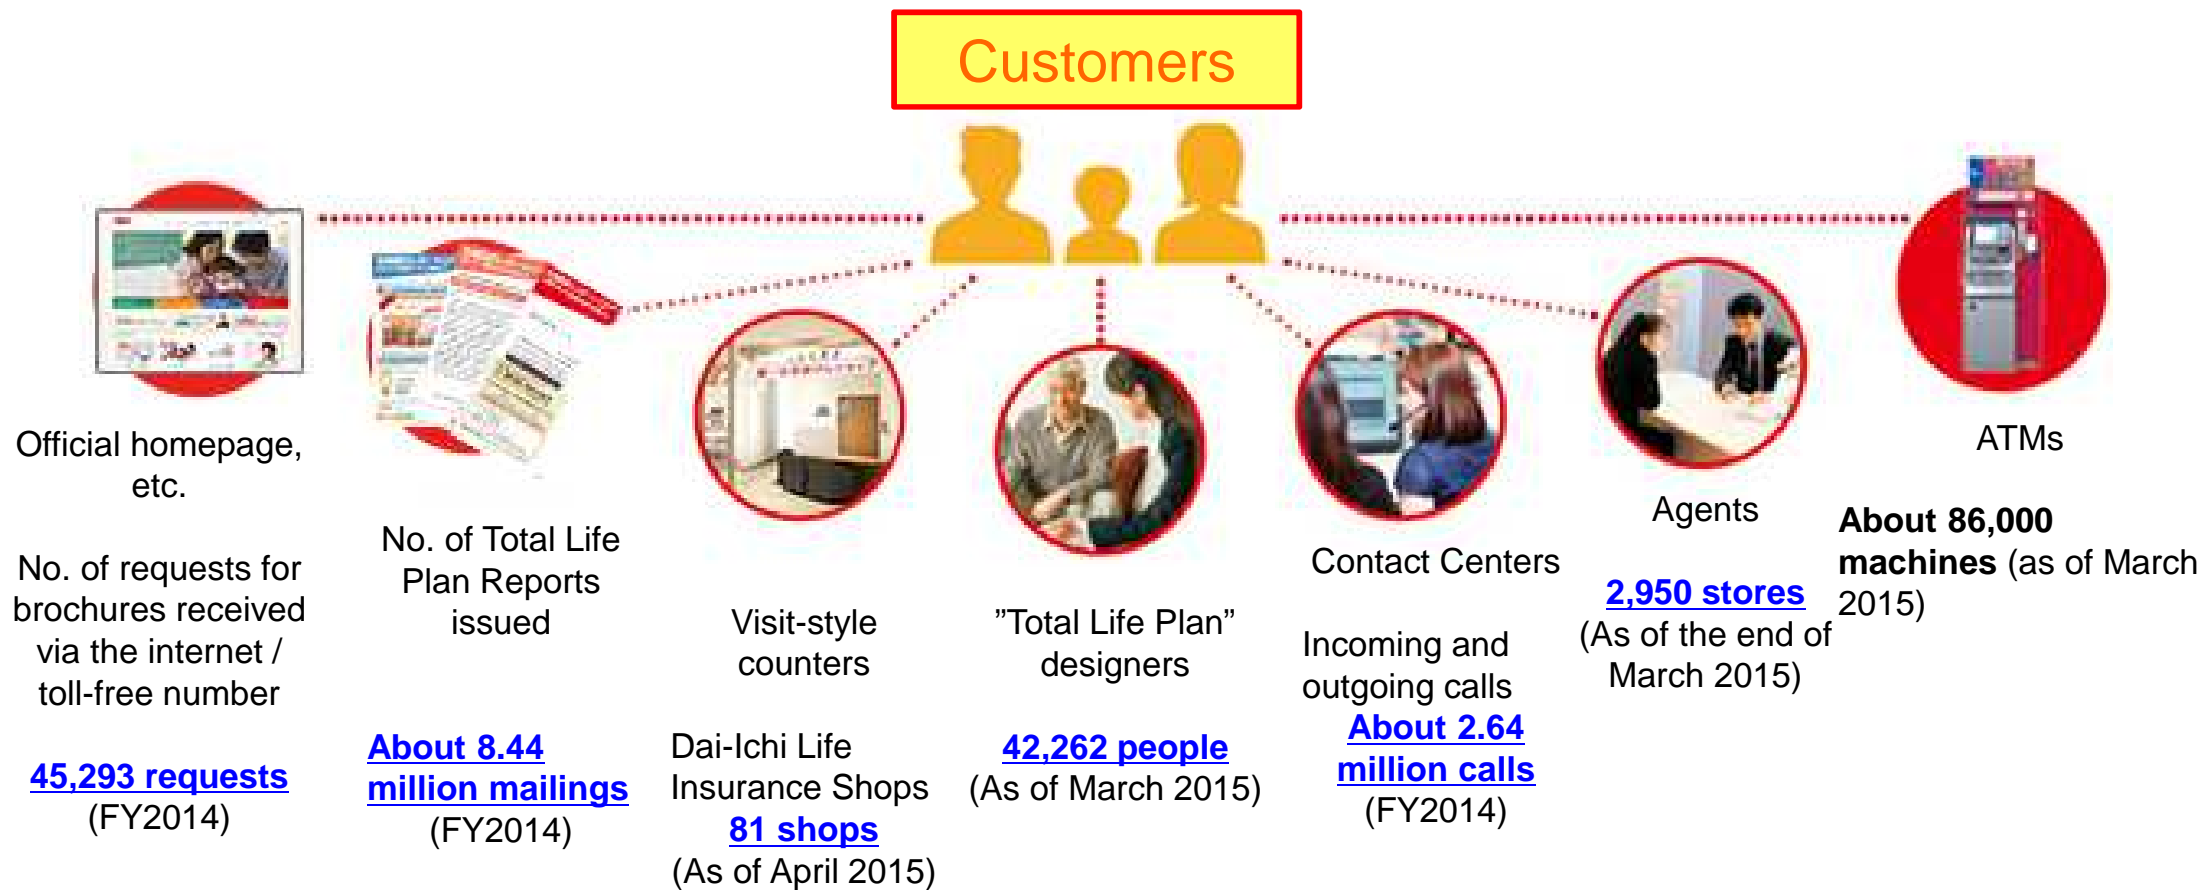 Customers
Official homepage,
etc.
No. of requests for
brochures received
via the internet /
toll-free number
45,293 requests
(FY2014)
No. of Total Life
Plan Reports
issued
About 8.44
million mailings
(FY2014)
Visit-style
counters
Dai-Ichi Life
Insurance Shops
81 shops
(As of April 2015)
”Total Life Plan”
designers
42,262 people
(As of March 2015)
Contact Centers
Incoming and
outgoing calls
About 2.64
million calls
(FY2014)
Agents
2,950 stores
(As of the end of
March 2015)
ATMs
About 86,000
machines (as of March
2015)